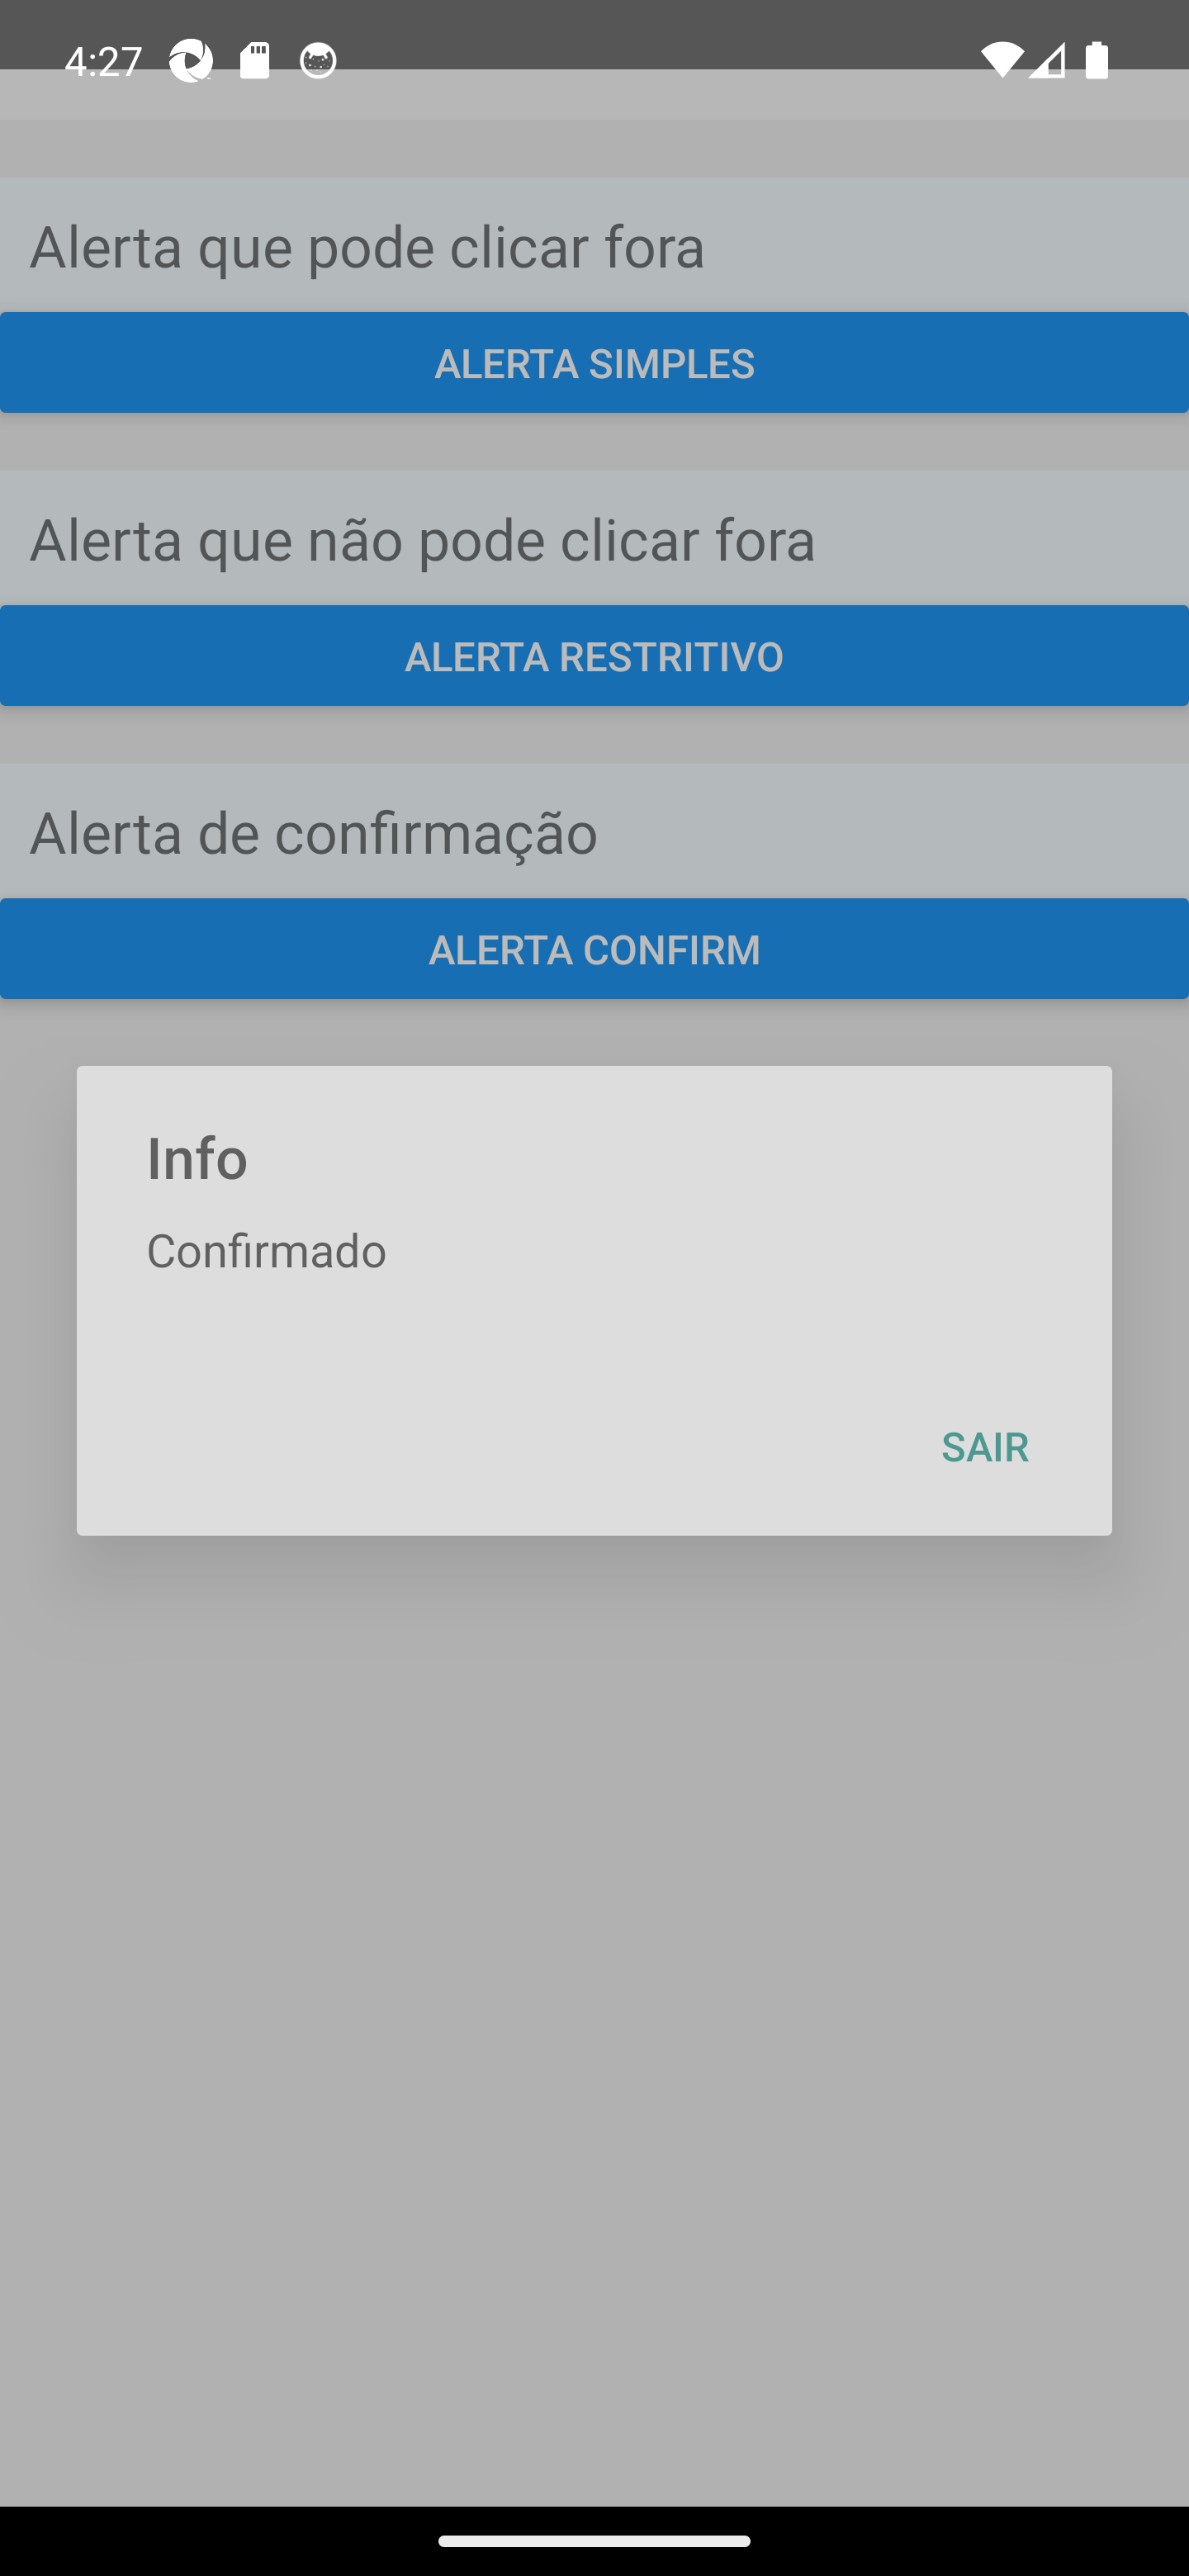 4:27
Alerta que pode clicar fora
ALERTA SIMPLES
Alerta que não pode clicar fora
ALERTA RESTRITIVO
Alerta de confirmação
ALERTA CONFIRM
Info
Confirmado
SAIR